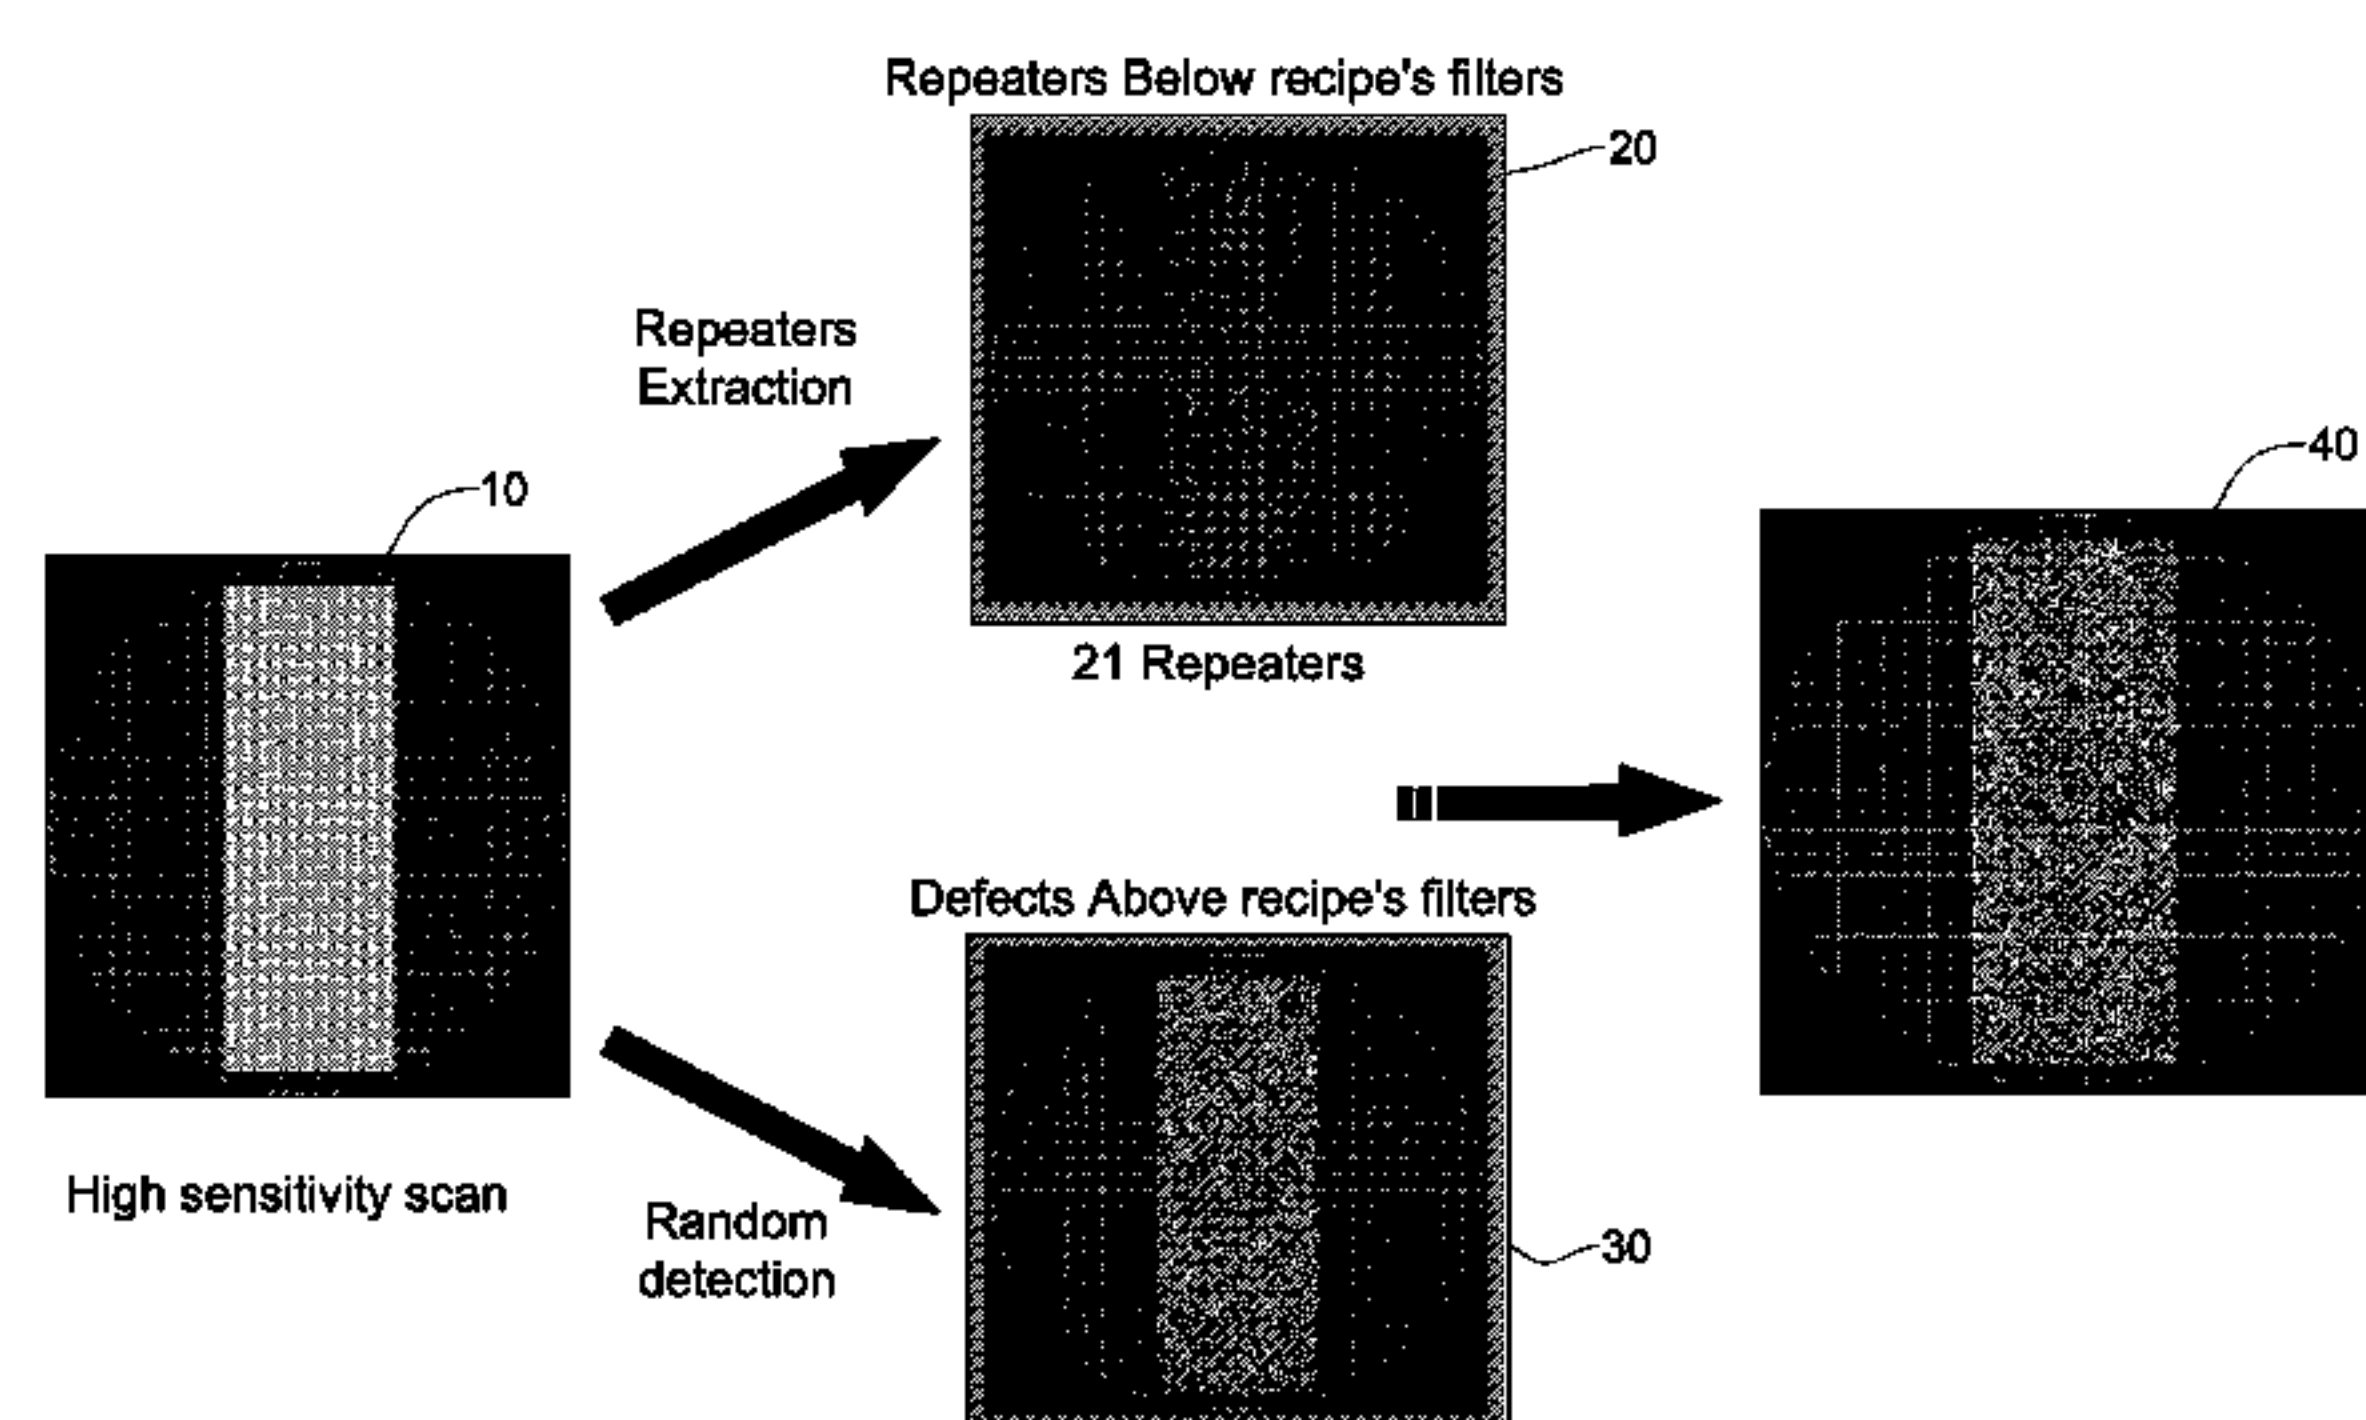 Repeaters Below recipe's filters
20
Repeaters
Extraction
10
40
21 Repeaters
Defects Above recipe's filters
High sensitivity scan
Random
detection
30